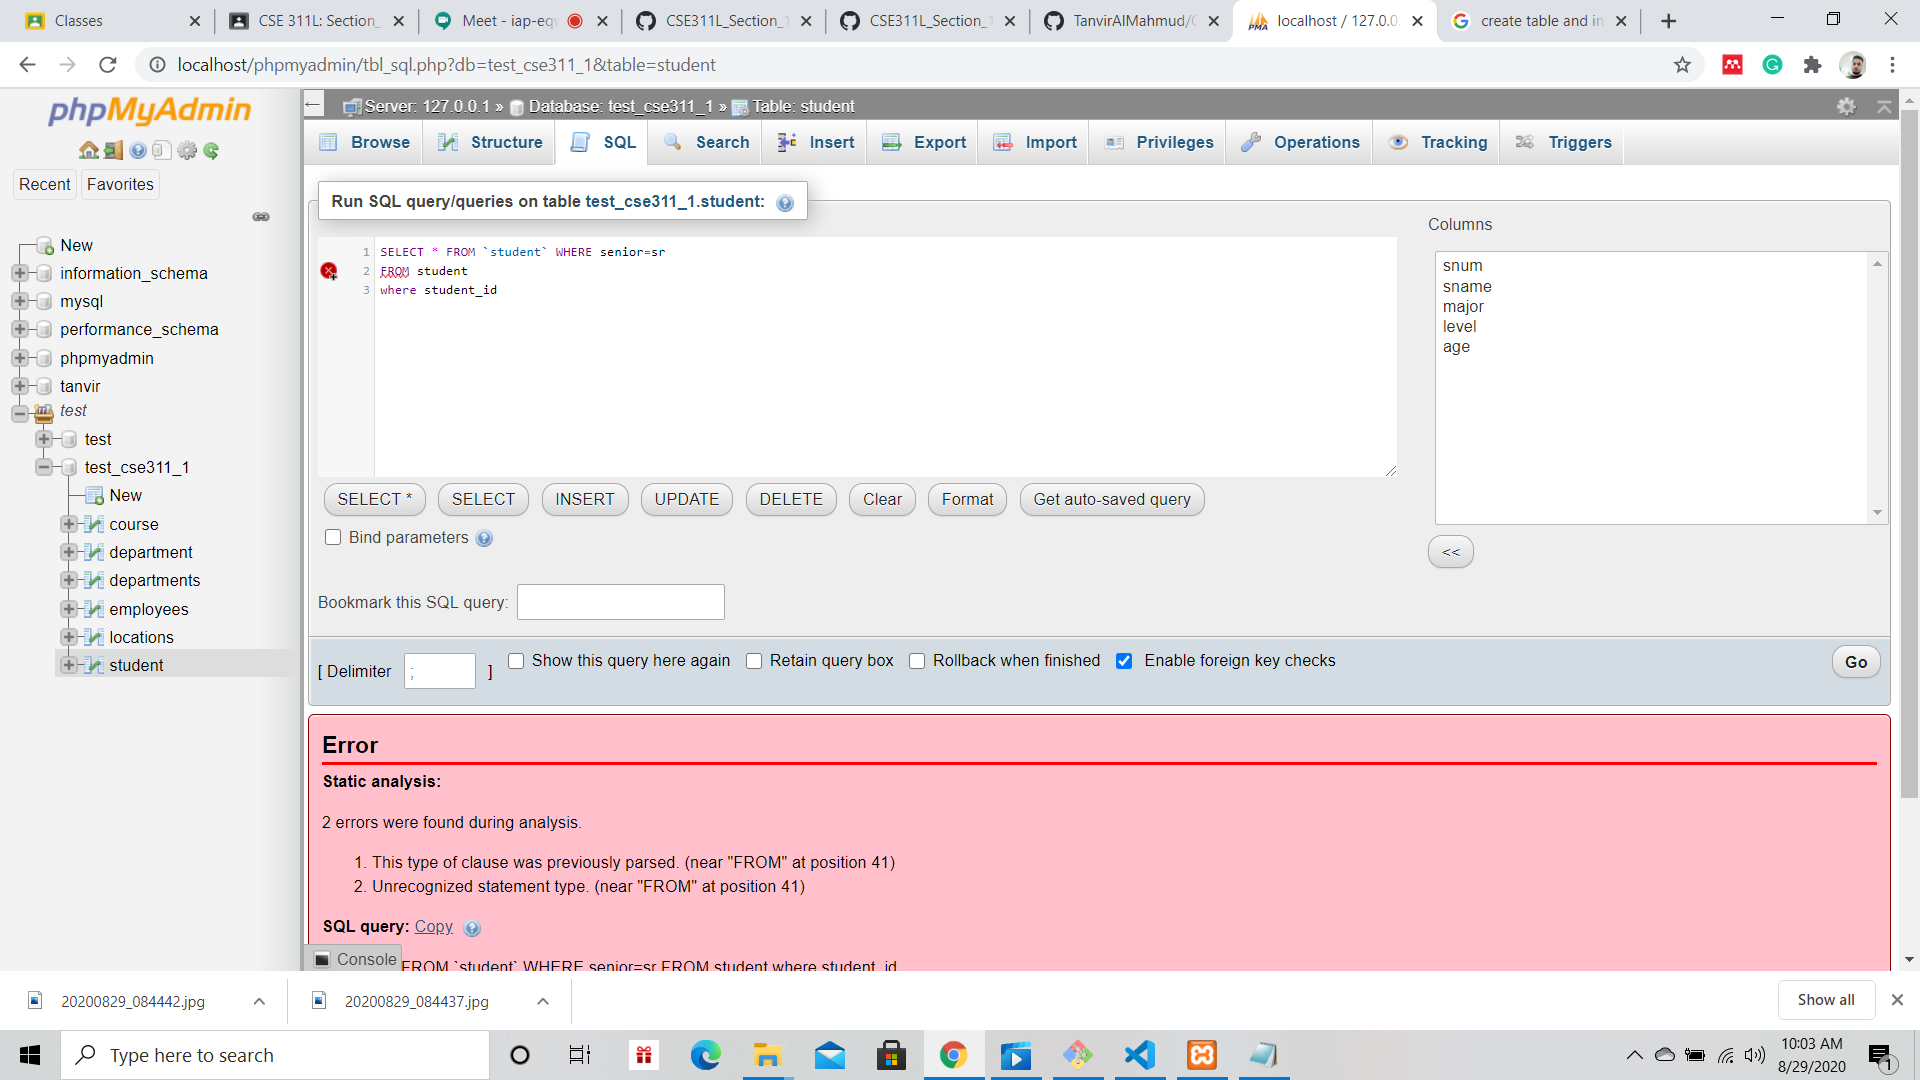 Classes
CSE 311L: Section_
Meet - iap-eqw
CSE311L_Section_1
CSE311L_Section_1
TanvirAlMahmud/C
localhost / 127.0.0.
create table and in
localhost/phpmyadmin/tbl_sql.php?db=test_cse311_1&table=student
phpMyAdmin
Recent
Favorites
New
information_schema
mysql
performance_schema
phpmyadmin
tanvir
test
test
test_cse311_1
New
course
department
departments
employees
locations
student
Server: 127.0.0.1 » Database: test_cse311_1 » Table: student
Browse
Structure
SQL
Search
Insert
Export
Import
Privileges
Operations
Tracking
Triggers
Run SQL query/queries on table test_cse311_1.student:
1 SELECT * FROM `student` WHERE senior=sr
2 FROM student
3 where student_id
Columns
snum
sname
major
level
age
SELECT *
SELECT
INSERT
UPDATE
DELETE
Clear
Format
Get auto-saved query
<<
Bind parameters
Bookmark this SQL query:
[ Delimiter ; ]
Show this query here again
Retain query box
Rollback when finished
Enable foreign key checks
Go
Error
Static analysis:
2 errors were found during analysis.
1. This type of clause was previously parsed. (near "FROM" at position 41)
2. Unrecognized statement type. (near "FROM" at position 41)
SQL query: Copy
Console
FROM `student` WHERE senior=sr FROM student where student_id
20200829_084442.jpg
20200829_084437.jpg
Show all
Type here to search
10:03 AM
8/29/2020
1